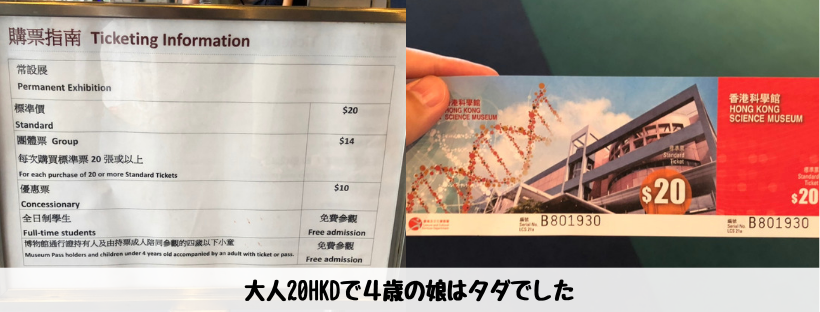 購票指南 Ticketing Information
常設展
Permanent Exhibition
標準價 $20
Standard
團體票 Group $14
每次購買標準票 20 張或以上
For each purchase of 20 or more Standard Tickets
優惠票 $10
Concessionary
全日制學生 免費參觀
Full-time students Free admission
博物館通行證持有人及由持票成人陪同參觀的四歲以下小童 免費參觀
Museum Pass holders and children under 4 years old accompanied by an adult with ticket or pass. Free admission
香港科學館
HONG KONG
SCIENCE MUSEUM
標準票
Standard
Ticket
$20
編號
Serial No.
B801930
香港科學館
HONG KONG
SCIENCE MUSEUM
標準票
Standard
Ticket
$20
編號
Serial No.
B801930
大人20HKDで4歳の娘はタダでした